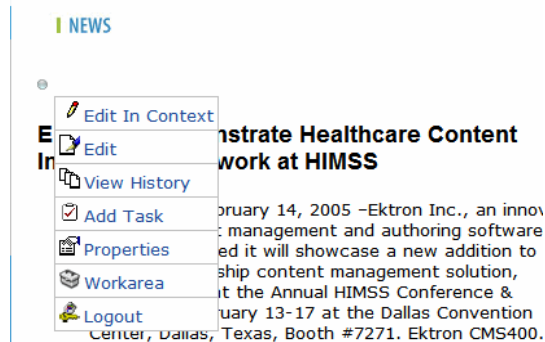 NEWS
Edit In Context
Edit
View History
Add Task
Properties
Workarea
Logout
E nstrate Healthcare Content
In work at HIMSS
bruary 14, 2005 –Ektron Inc., an innov
t management and authoring software
ed it will showcase a new addition to
ship content management solution,
at the Annual HIMSS Conference &
uary 13-17 at the Dallas Convention
Center, Dallas, Texas, Booth #7271. Ektron CMS400.